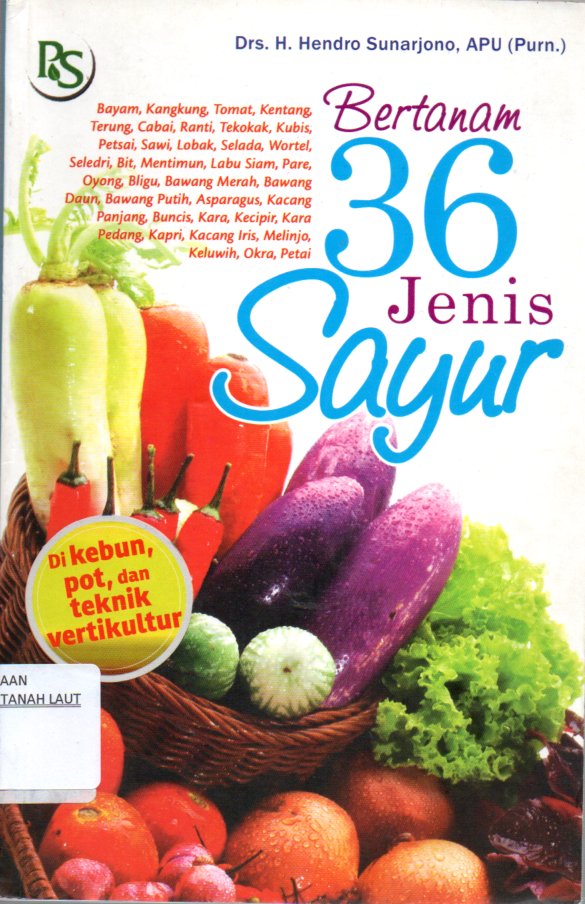 PS
Drs. H. Hendro Sunarjono, APU (Purn.)
Bertanam
36
Jenis
Sayur
Bayam, Kangkung, Tomat, Kentang,
Terung, Cabai, Ranti, Tekokak, Kubis,
Petsai, Sawi, Lobak, Selada, Wortel,
Seledri, Bit, Mentimun, Labu Siam, Pare,
Oyong, Bligu, Bawang Merah, Bawang
Daun, Bawang Putih, Asparagus, Kacang
Panjang, Buncis, Kara, Kecipir, Kara
Pedang, Kapri, Kacang Iris, Melinjo,
Keluwih, Okra, Petai
Di kebun,
pot, dan
teknik
vertikultur
AAN
TANAH LAUT